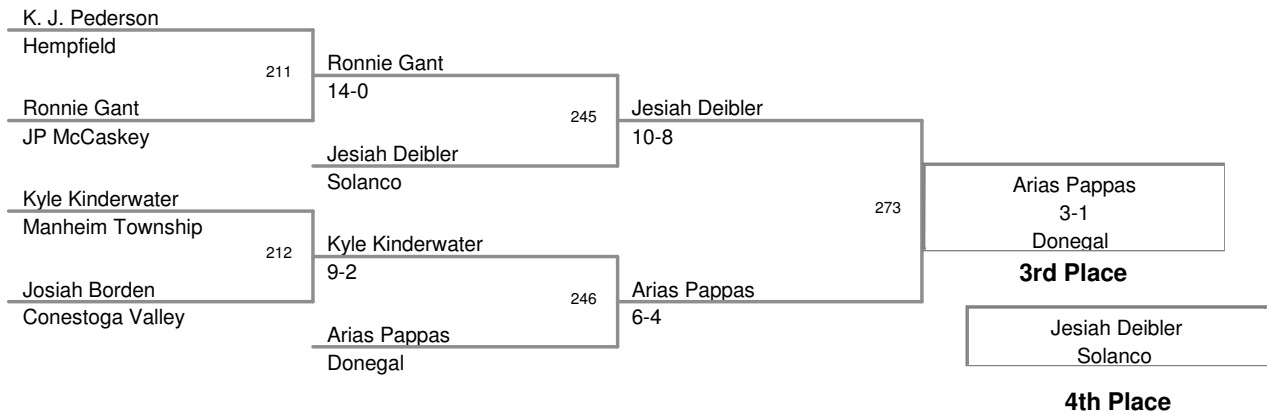 K. J. Pederson
Hempfield
211
Ronnie Gant
JP McCaskey
Ronnie Gant
14-0
245
Jesiah Deibler
Solanco
Jesiah Deibler
10-8
Kyle Kinderwater
Manheim Township
212
Josiah Borden
Conestoga Valley
Kyle Kinderwater
9-2
246
Arias Pappas
Donegal
Arias Pappas
6-4
273
Arias Pappas
3-1
Donegal
3rd Place
Jesiah Deibler
Solanco
4th Place